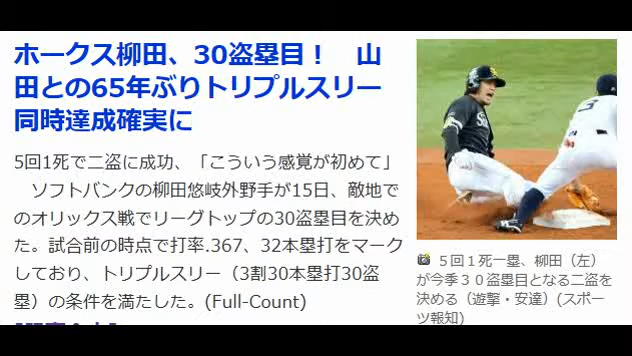 ホークス柳田、30盗塁目！　山
田との65年ぶりトリプルスリー
同時達成確実に
5回1死で二盗に成功、「こういう感覚が初めて」
　ソフトバンクの柳田悠岐外野手が15日、敵地で
のオリックス戦でリーグトップの30盗塁目を決め
た。試合前の時点で打率.367、32本塁打をマーク
しており、トリプルスリー（3割30本塁打30盗
塁）の条件を満たした。(Full-Count)
５回１死一塁、柳田（左）
が今季３０盗塁目となる二盗を
決める（遊撃・安達）(スポー
ツ報知)